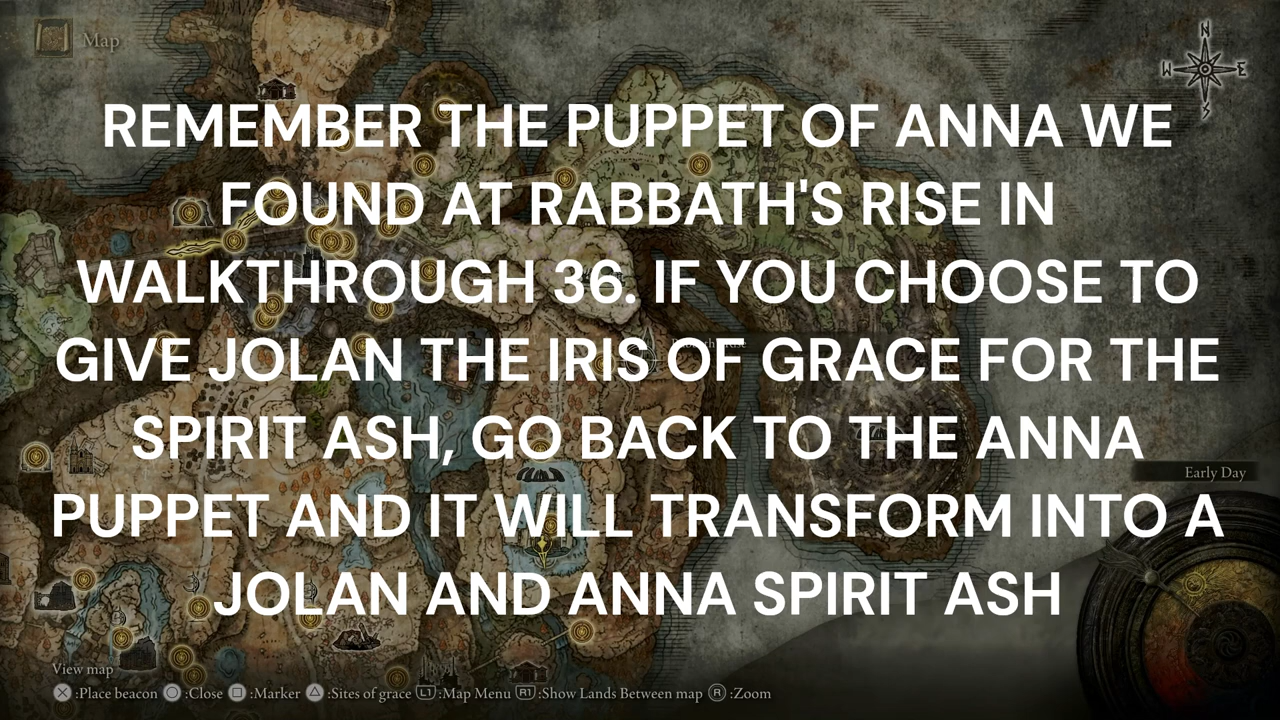 Map
N
W E
S
REMEMBER THE PUPPET OF ANNA WE
FOUND AT RABBATH'S RISE IN
WALKTHROUGH 36. IF YOU CHOOSE TO
GIVE JOLAN THE IRIS OF GRACE FOR THE
SPIRIT ASH, GO BACK TO THE ANNA
PUPPET AND IT WILL TRANSFORM INTO A
JOLAN AND ANNA SPIRIT ASH
Early Day
View map
:Place beacon :Close :Marker :Sites of grace L1 :Map Menu R1 :Show Lands Between map R :Zoom